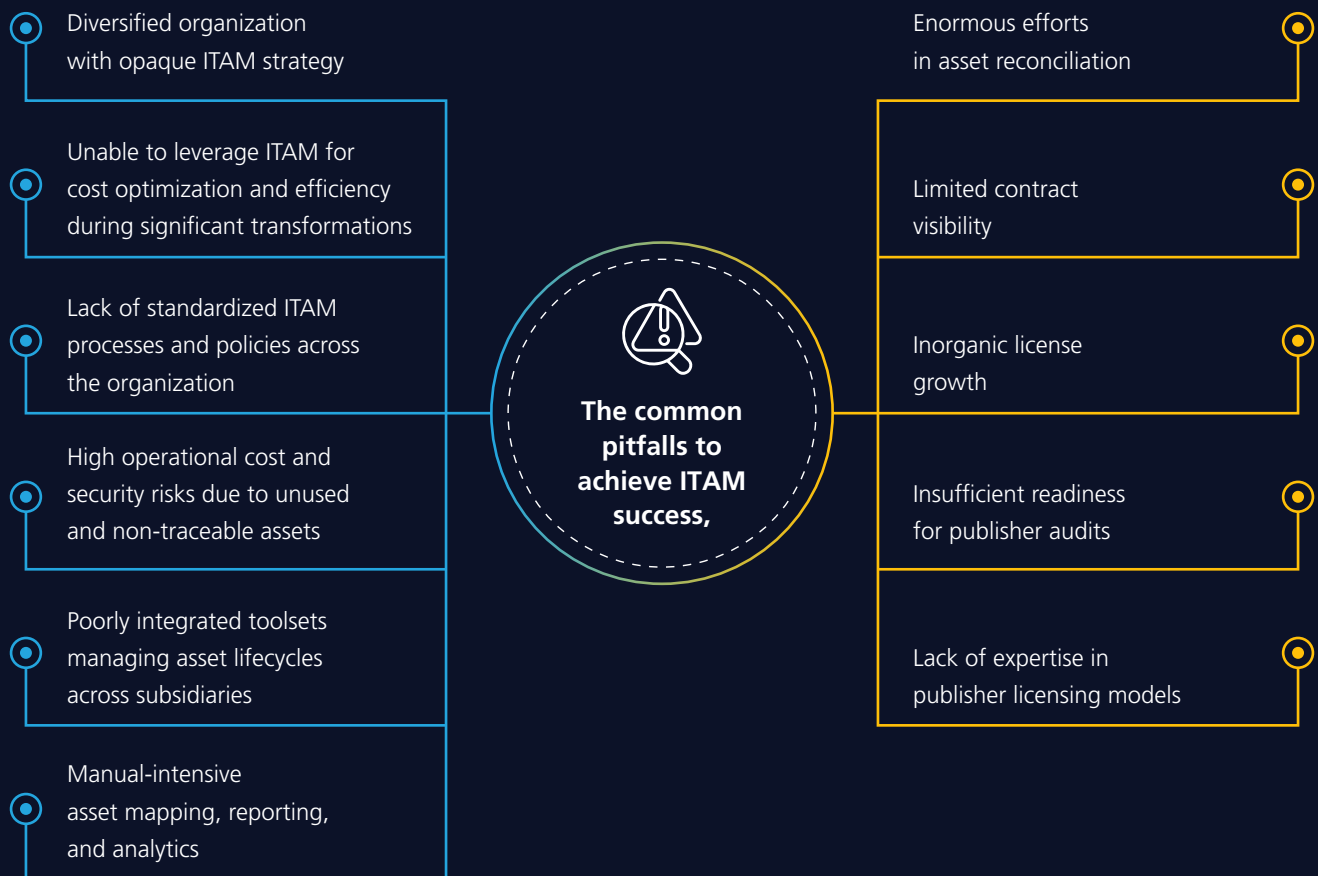 Diversified organization
with opaque ITAM strategy
Unable to leverage ITAM for
cost optimization and efficiency
during significant transformations
Lack of standardized ITAM
processes and policies across
the organization
High operational cost and
security risks due to unused
and non-traceable assets
Poorly integrated toolsets
managing asset lifecycles
across subsidiaries
Manual-intensive
asset mapping, reporting,
and analytics
The common
pitfalls to
achieve ITAM
success,
Enormous efforts
in asset reconciliation
Limited contract
visibility
Inorganic license
growth
Insufficient readiness
for publisher audits
Lack of expertise in
publisher licensing models